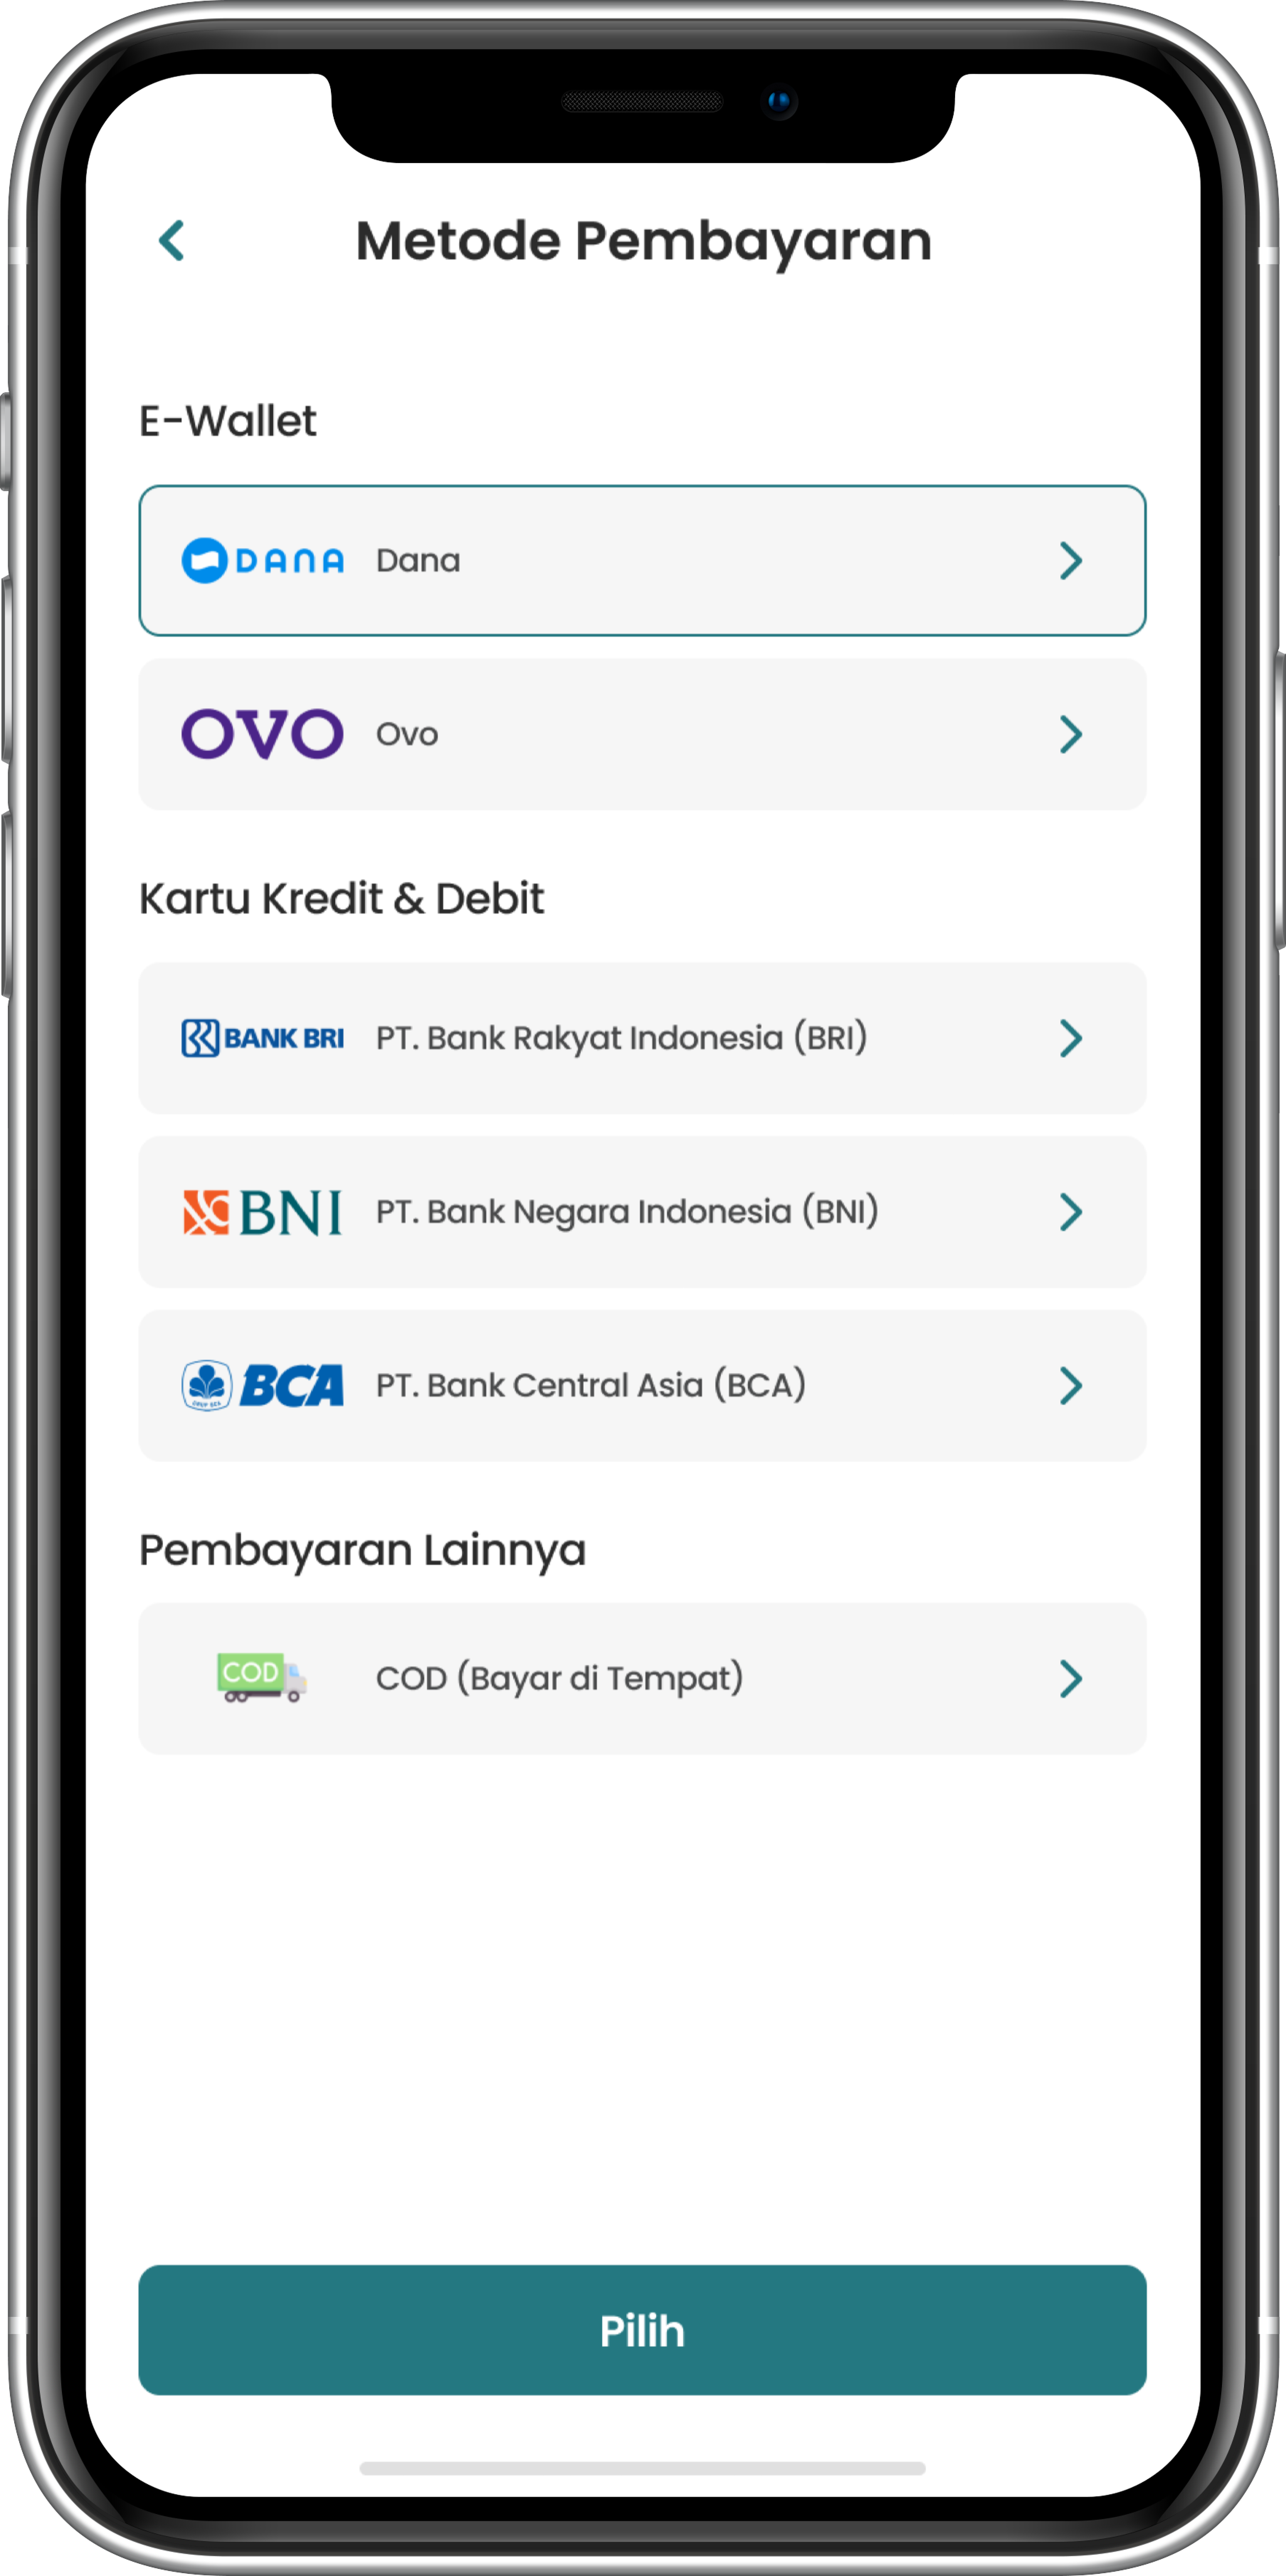 Metode Pembayaran
E-Wallet
DANA Dana
OVO Ovo
Kartu Kredit & Debit
BANK BRI PT. Bank Rakyat Indonesia (BRI)
BNI PT. Bank Negara Indonesia (BNI)
BCA PT. Bank Central Asia (BCA)
Pembayaran Lainnya
COD COD (Bayar di Tempat)
Pilih